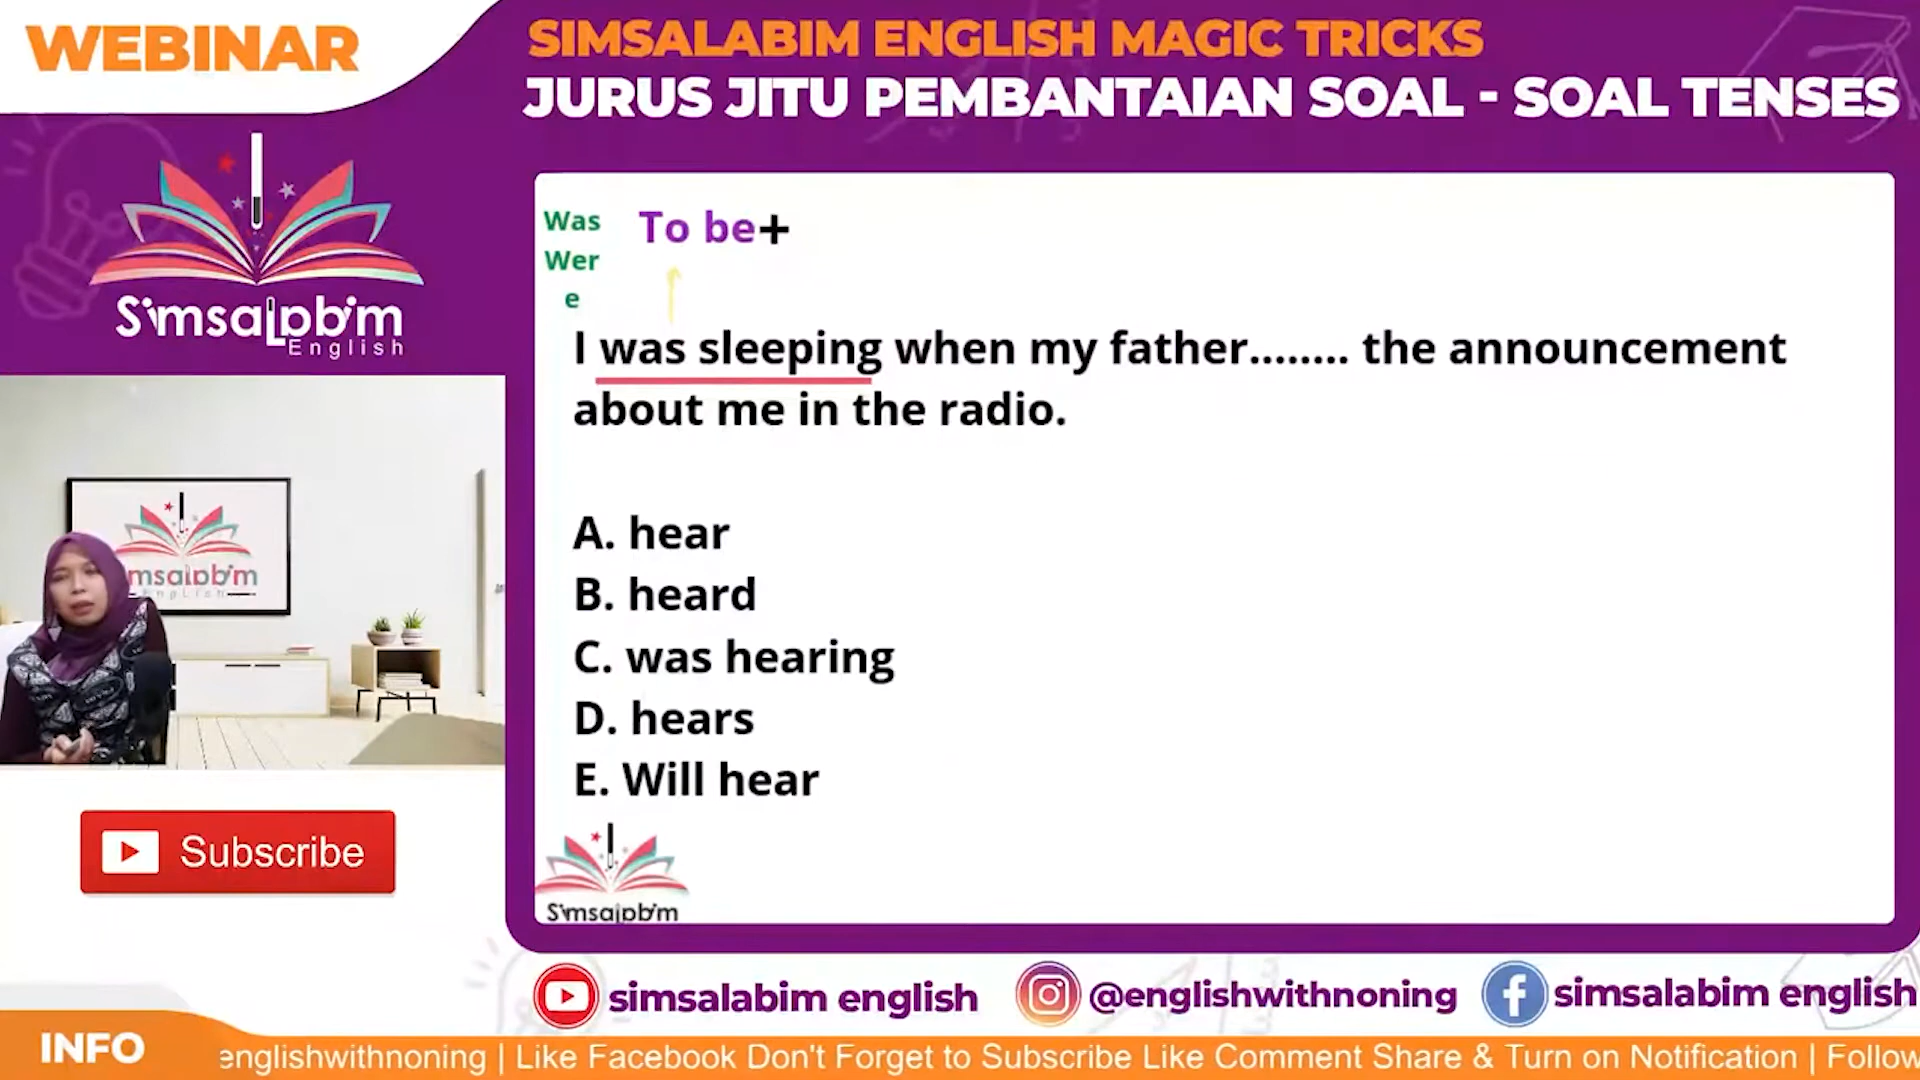 WEBINAR
SIMSALABIM ENGLISH MAGIC TRICKS
JURUS JITU PEMBANTAIAN SOAL - SOAL TENSES
Simsalabim
English
Was
Wer
e
To be+
I was sleeping when my father........ the announcement
about me in the radio.
A. hear
B. heard
C. was hearing
D. hears
E. Will hear
Simsalabim
msalabim
English
Subscribe
simsalabim english
@englishwithnoning
simsalabim english
INFO
englishwithnoning | Like Facebook Don't Forget to Subscribe Like Comment Share & Turn on Notification | Follow